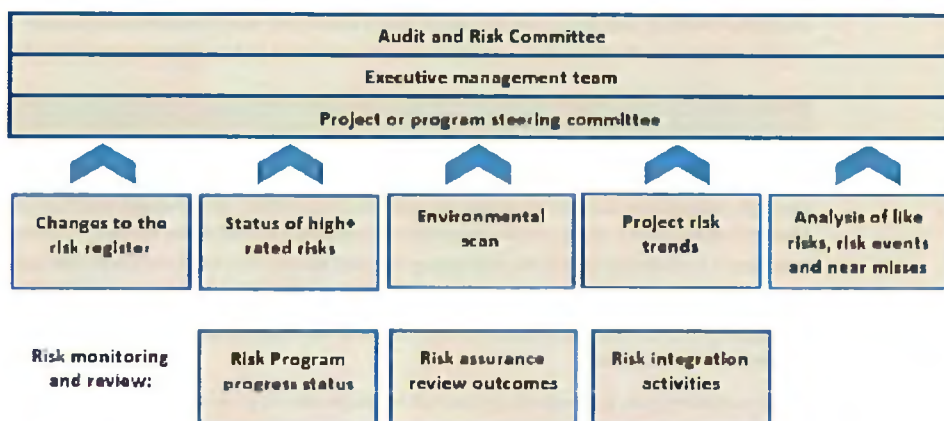 Audit and Risk Committee
Executive management team
Project or program steering committee
Changes to the
risk register
Status of high+
rated risks
Environmental
scan
Project risk
trends
Analysis of like
risks, risk events
and near misses
Risk monitoring
and review:
Risk Program
progress status
Risk assurance
review outcomes
Risk integration
activities